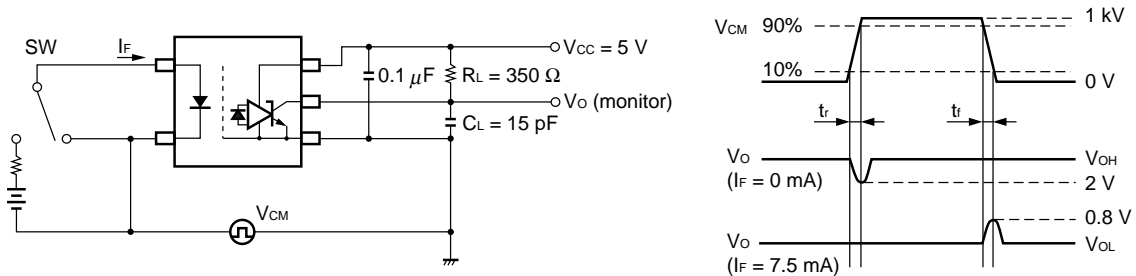 SW
IF
VCC = 5 V
0.1 μF
RL = 350 Ω
VO (monitor)
CL = 15 pF
VCM
VCM 90%
1 kV
10%
0 V
tr
tf
VO
(IF = 0 mA)
VOH
2 V
0.8 V
VO
(IF = 7.5 mA)
VOL